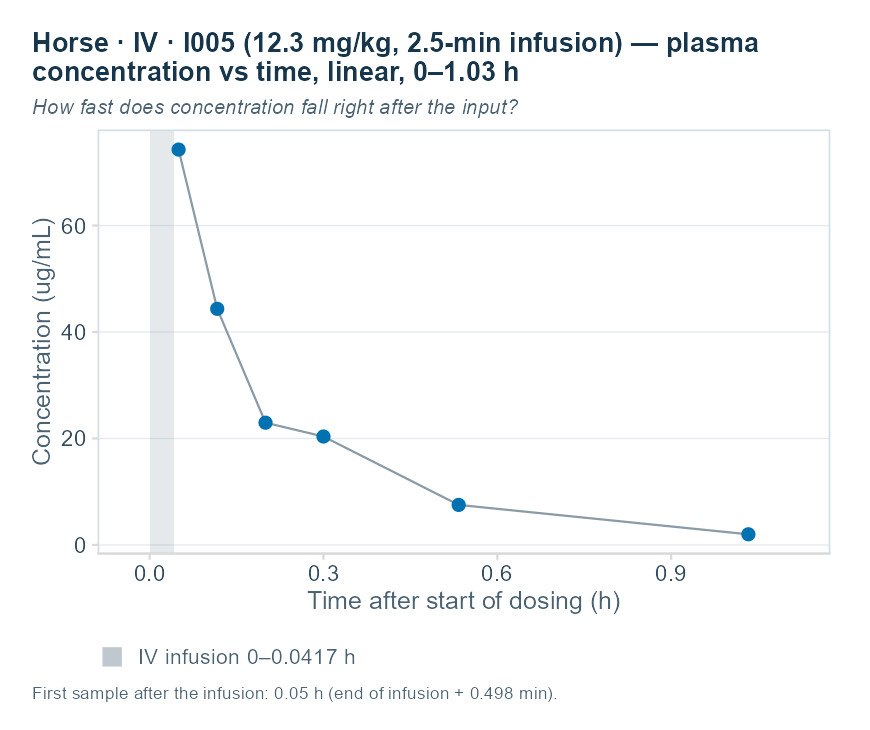 Horse · IV · I005 (12.3 mg/kg, 2.5-min infusion) — plasma
concentration vs time, linear, 0–1.03 h
How fast does concentration fall right after the input?
Concentration (ug/mL)
60
40
20
0
0.0
0.3
0.6
0.9
Time after start of dosing (h)
IV infusion 0–0.0417 h
First sample after the infusion: 0.05 h (end of infusion + 0.498 min).